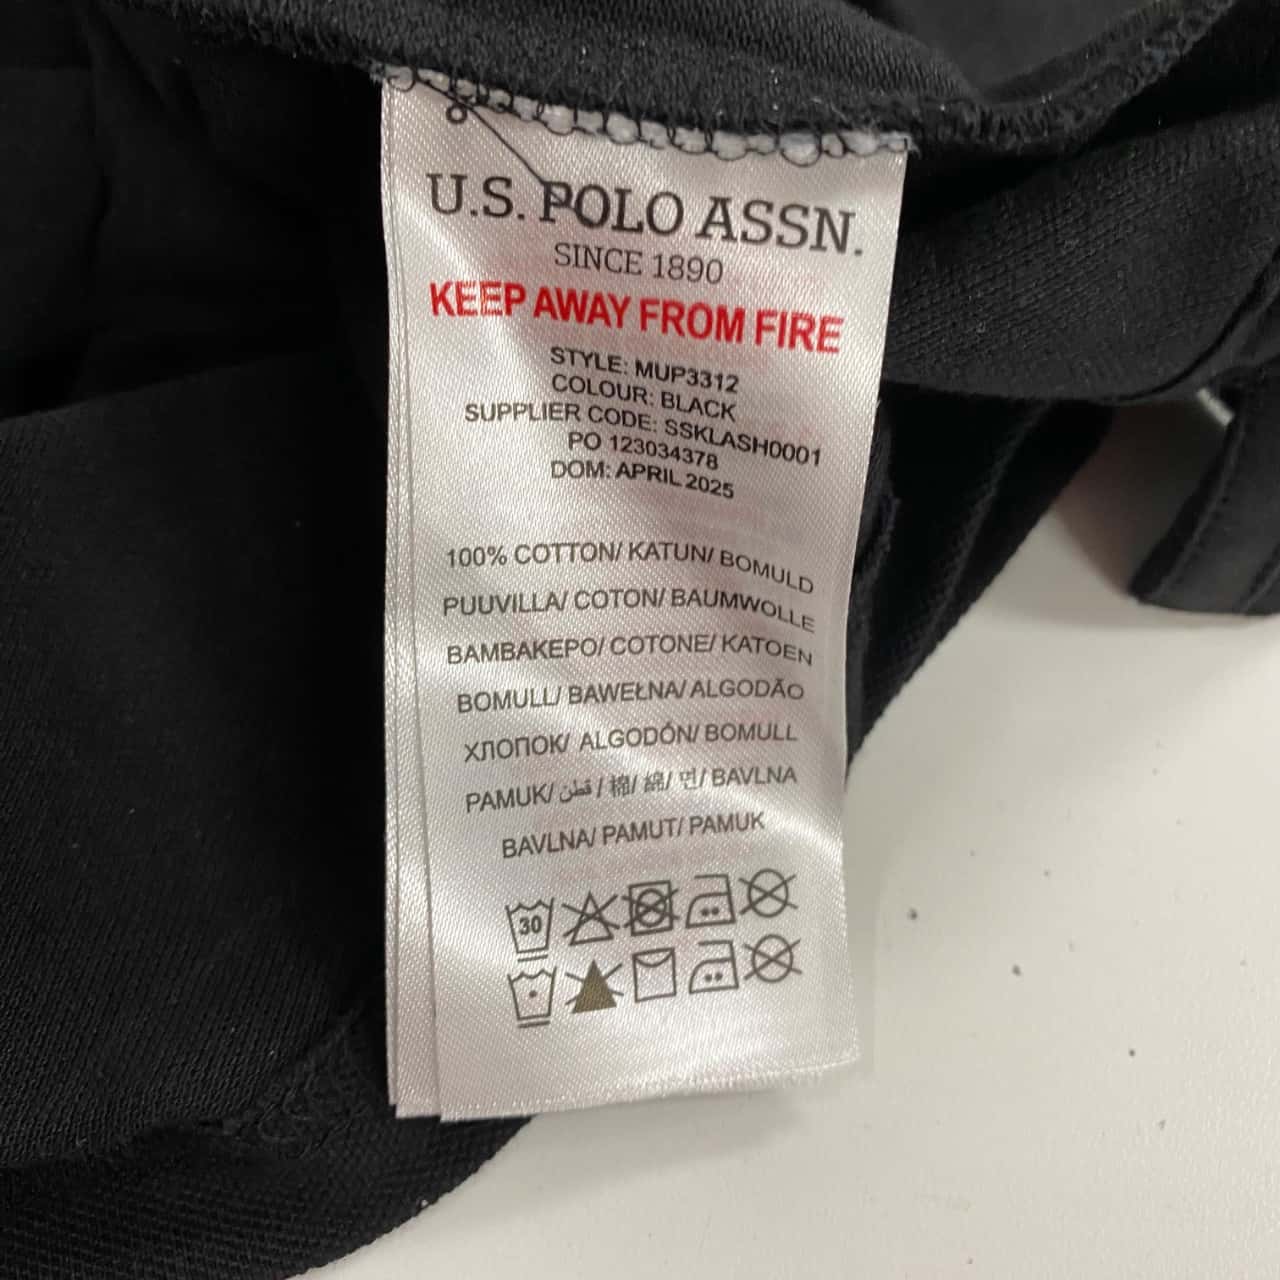 U.S. POLO ASSN.
SINCE 1890
KEEP AWAY FROM FIRE
STYLE: MUP3312
COLOUR: BLACK
SUPPLIER CODE: SSKLASH0001
PO 123034378
DOM: APRIL 2025
100% COTTON/ KATUN/ BOMULD
PUUVILLA/ COTON/ BAUMWOLLE
BAMBAKEPO/ COTONE/ KATOEN
BOMULL/ BAWEŁNA/ ALGODÃO
ХЛОПОК/ ALGODÓN/ BOMULL
PAMUK/ قطن / 棉/ 綿/ 면/ BAVLNA
BAVLNA/ PAMUT/ PAMUK
30